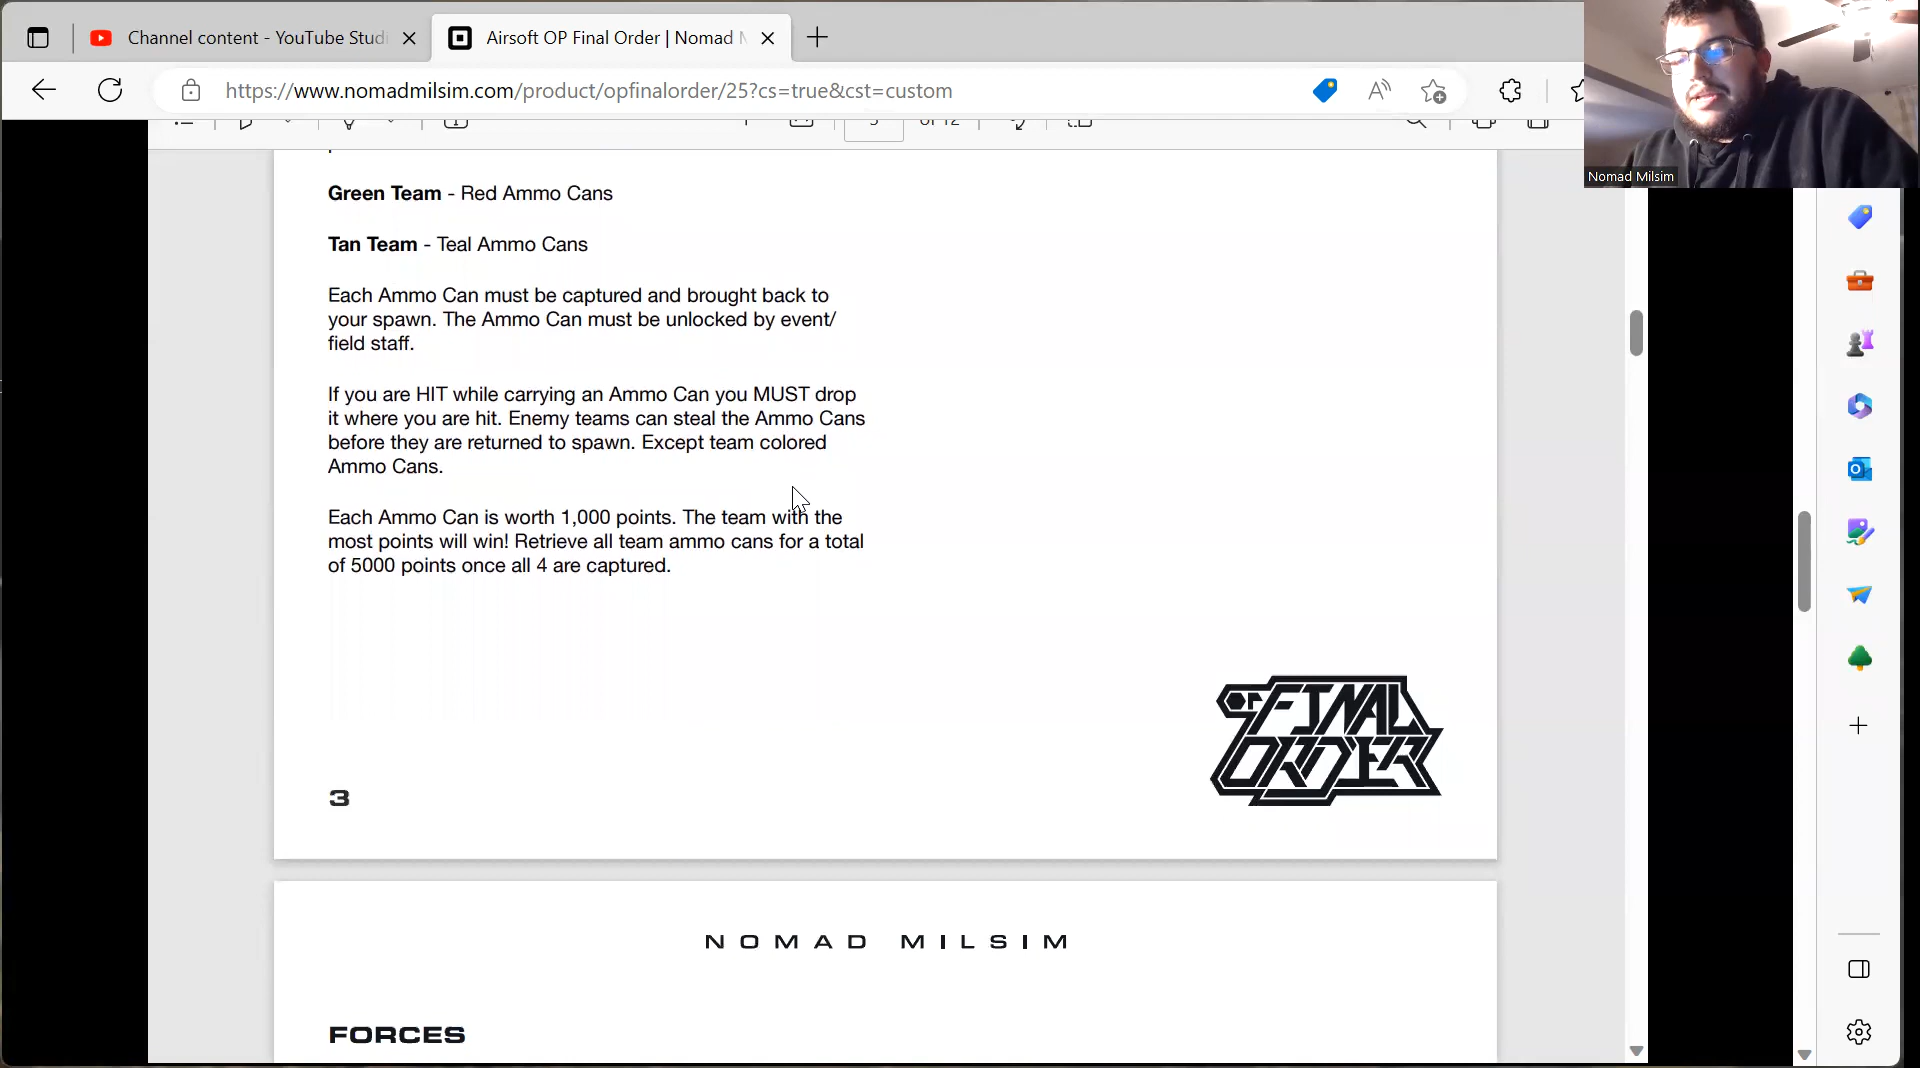 Channel content - YouTube Studi
Airsoft OP Final Order | Nomad M
https://www.nomadmilsim.com/product/opfinalorder/25?cs=true&cst=custom
Nomad Milsim
of 12
Green Team - Red Ammo Cans
Tan Team - Teal Ammo Cans
Each Ammo Can must be captured and brought back to
your spawn. The Ammo Can must be unlocked by event/
field staff.
If you are HIT while carrying an Ammo Can you MUST drop
it where you are hit. Enemy teams can steal the Ammo Cans
before they are returned to spawn. Except team colored
Ammo Cans.
Each Ammo Can is worth 1,000 points. The team with the
most points will win! Retrieve all team ammo cans for a total
of 5000 points once all 4 are captured.
OP FINAL
ORDER
3
NOMAD MILSIM
FORCES